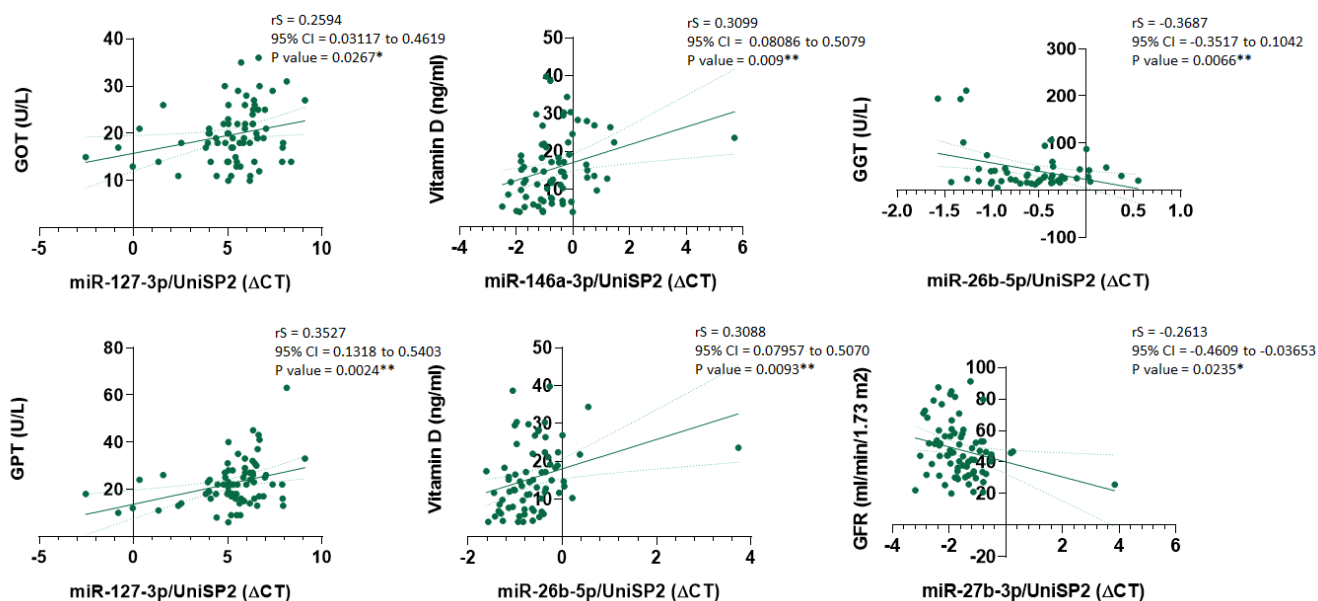 rS = 0.2594
95% CI = 0.03117 to 0.4619
P value = 0.0267*
GOT (U/L)
40
30
20
10
-5
0
5
10
miR-127-3p/UniSP2 (ΔCT)
rS = 0.3099
95% CI = 0.08086 to 0.5079
P value = 0.009**
Vitamin D (ng/ml)
50
40
30
20
10
-4
-2
0
2
4
6
miR-146a-3p/UniSP2 (ΔCT)
rS = -0.3687
95% CI = -0.3517 to 0.1042
P value = 0.0066**
GGT (U/L)
300
200
100
-100
-2.0
-1.5
-1.0
-0.5
0.0
0.5
1.0
miR-26b-5p/UniSP2 (ΔCT)
rS = 0.3527
95% CI = 0.1318 to 0.5403
P value = 0.0024**
GPT (U/L)
80
60
40
20
-5
0
5
10
miR-127-3p/UniSP2 (ΔCT)
rS = 0.3088
95% CI = 0.07957 to 0.5070
P value = 0.0093**
Vitamin D (ng/ml)
50
40
30
20
10
-2
0
2
4
miR-26b-5p/UniSP2 (ΔCT)
rS = -0.2613
95% CI = -0.4609 to -0.03653
P value = 0.0235*
GFR (ml/min/1.73 m2)
100
80
60
40
20
-20
-4
-2
0
2
4
6
miR-27b-3p/UniSP2 (ΔCT)